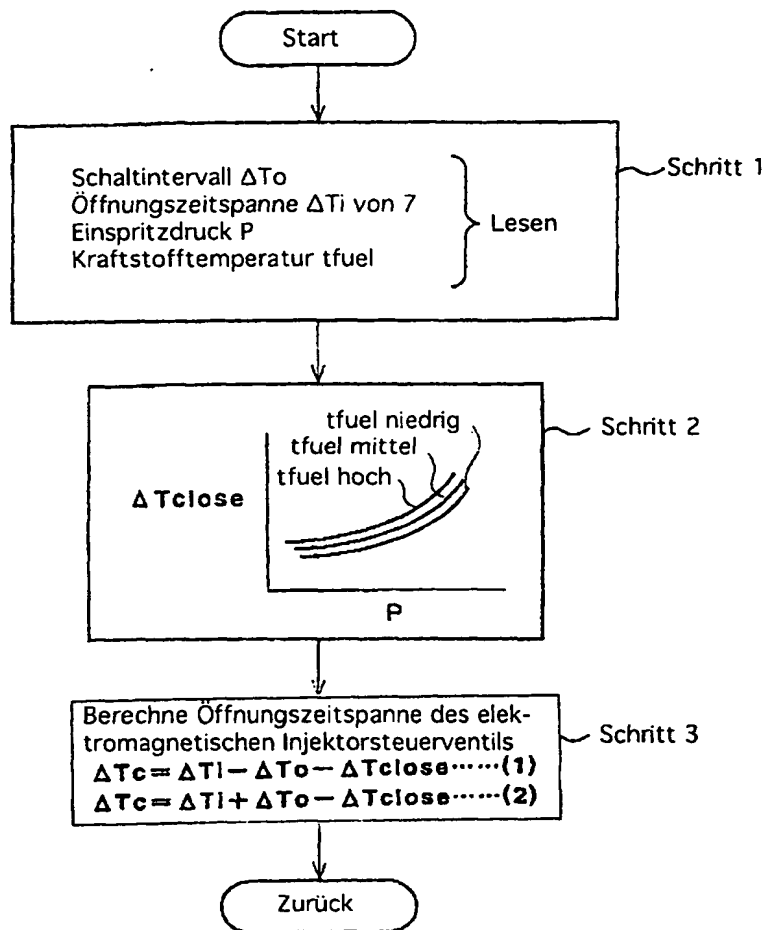 Start
Schaltintervall ΔTo
Öffnungszeitspanne ΔTi von 7
Einspritzdruck P
Kraftstofftemperatur tfuel
Lesen
Schritt 1
tfuel niedrig
tfuel mittel
tfuel hoch
ΔTclose
P
Schritt 2
Berechne Öffnungszeitspanne des elek-
tromagnetischen Injektorsteuerventils
ΔTc=ΔTi−ΔTo−ΔTclose⋯⋯(1)
ΔTc=ΔTi+ΔTo−ΔTclose⋯⋯(2)
Schritt 3
Zurück